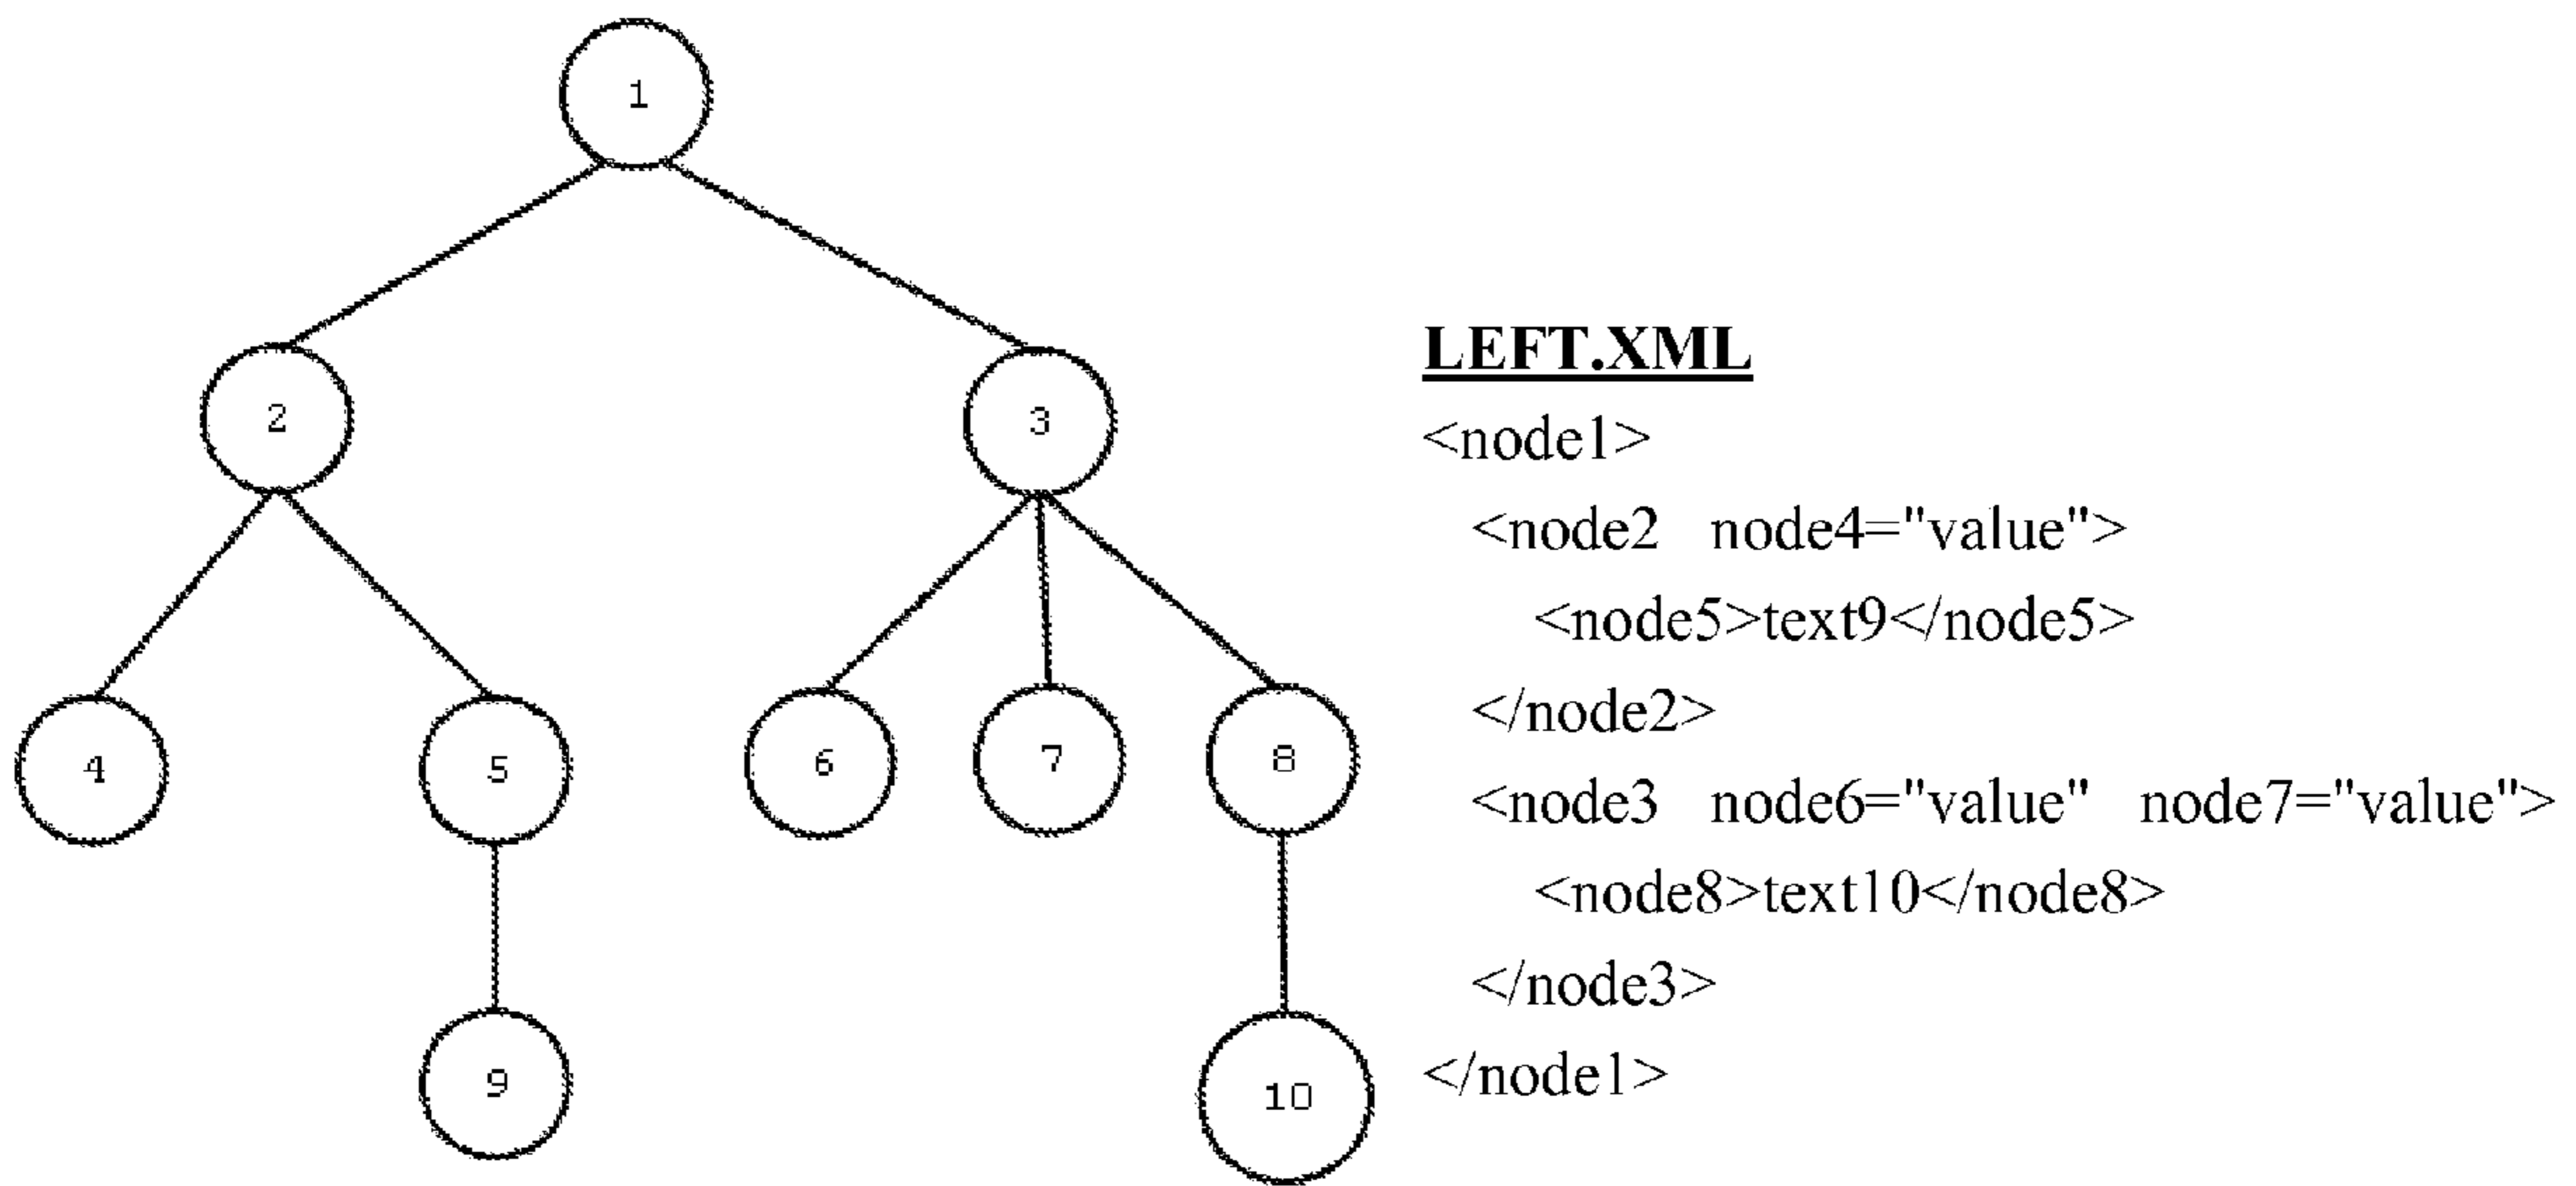 1
2
3
4
5
6
7
8
9
10
LEFT.XML
<node1>
<node2 node4="value">
<node5>text9</node5>
</node2>
<node3 node6="value" node7="value">
<node8>text10</node8>
</node3>
</node1>